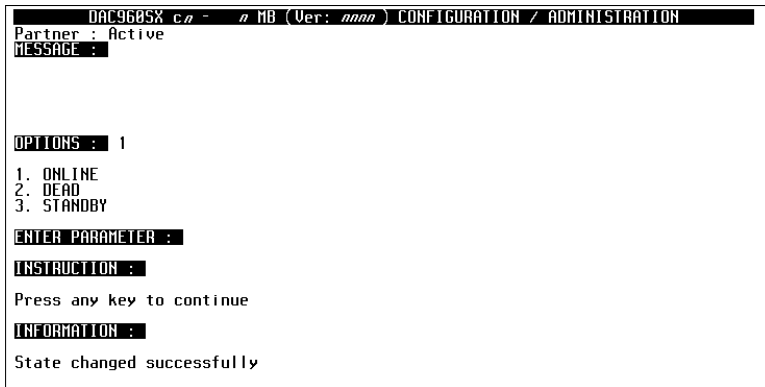 DAC960SX cn - n MB (Ver: nnnn) CONFIGURATION / ADMINISTRATION
Partner : Active
MESSAGE :
OPTIONS : 1
1. ONLINE
2. DEAD
3. STANDBY
ENTER PARAMETER :
INSTRUCTION :
Press any key to continue
INFORMATION :
State changed successfully